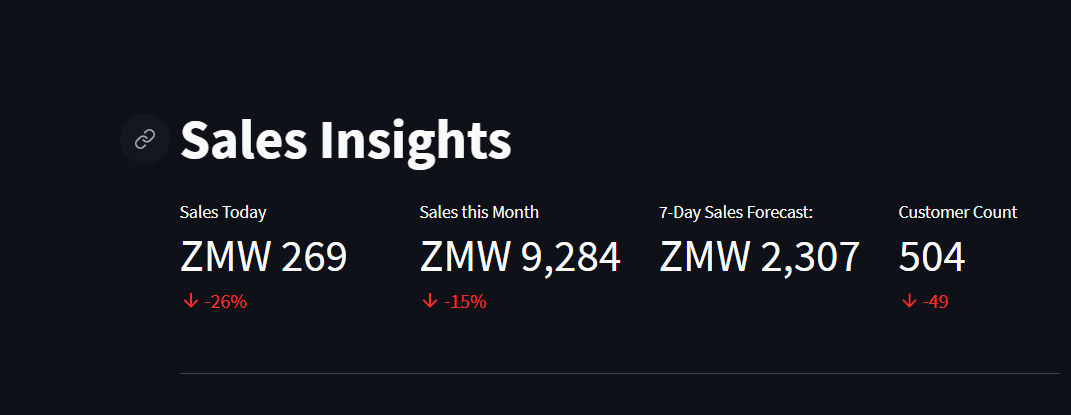 Sales Insights
Sales Today
ZMW 269
↓ -26%
Sales this Month
ZMW 9,284
↓ -15%
7-Day Sales Forecast:
ZMW 2,307
Customer Count
504
↓ -49